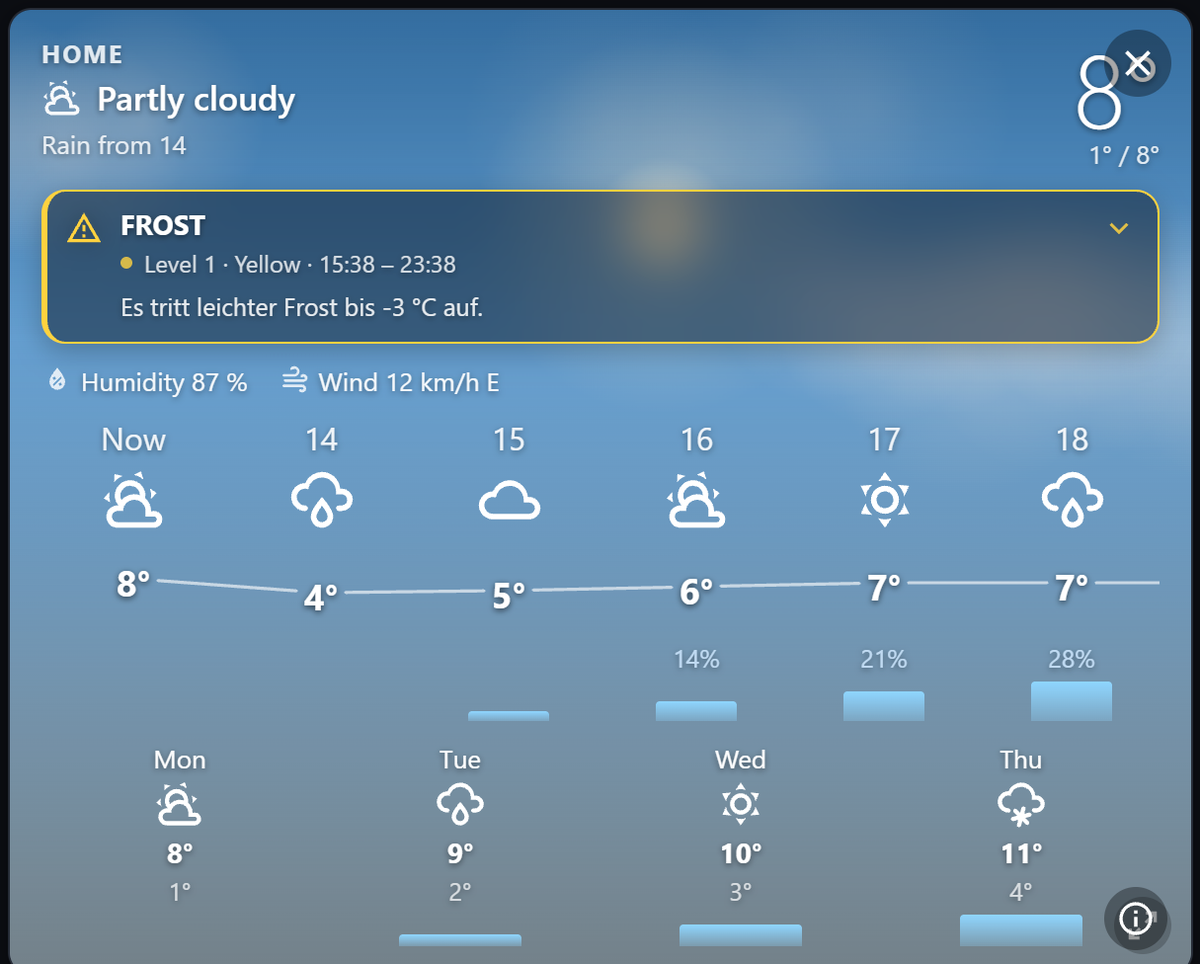 HOME
Partly cloudy
Rain from 14
8°
1° / 8°
FROST
Level 1 · Yellow · 15:38 – 23:38
Es tritt leichter Frost bis -3 °C auf.
Humidity 87 %
Wind 12 km/h E
Now 14 15 16 17 18
8° 4° 5° 6° 7° 7°
14% 21% 28%
Mon Tue Wed Thu
8° 9° 10° 11°
1° 2° 3° 4°